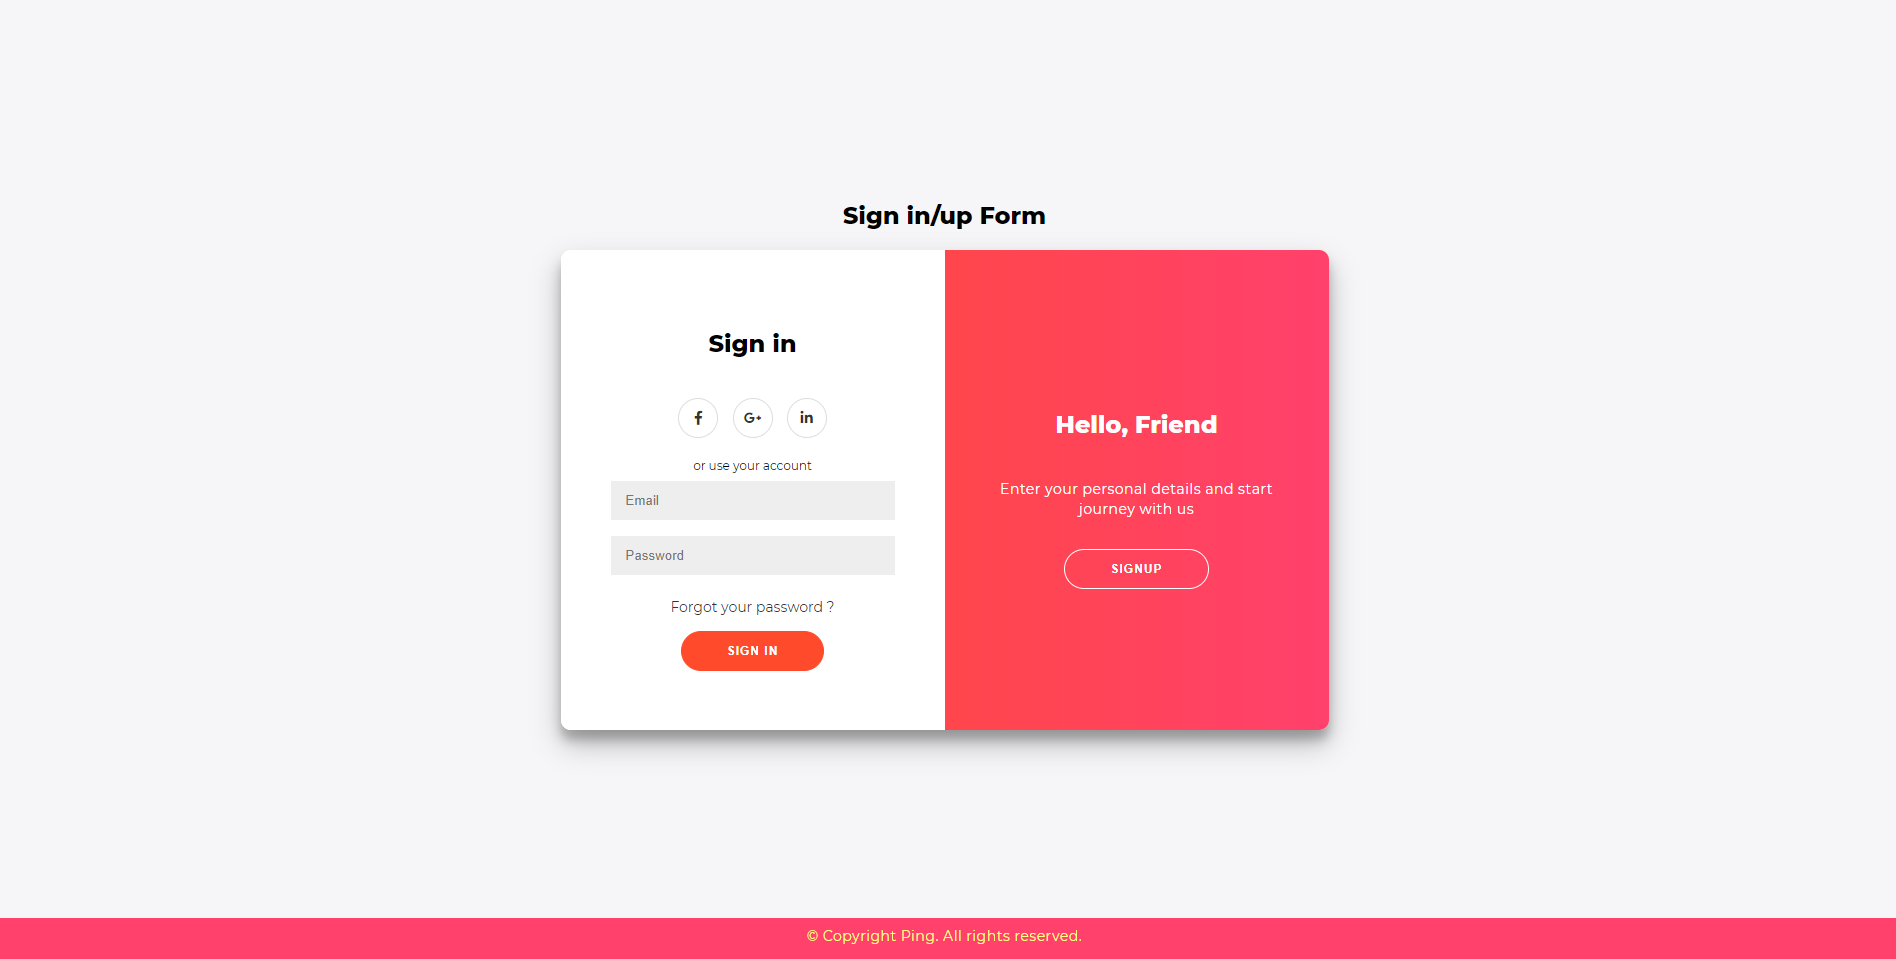 Sign in/up Form
Sign in
f
G+
in
or use your account
Email
Password
Forgot your password ?
SIGN IN
Hello, Friend
Enter your personal details and start
journey with us
SIGNUP
© Copyright Ping. All rights reserved.